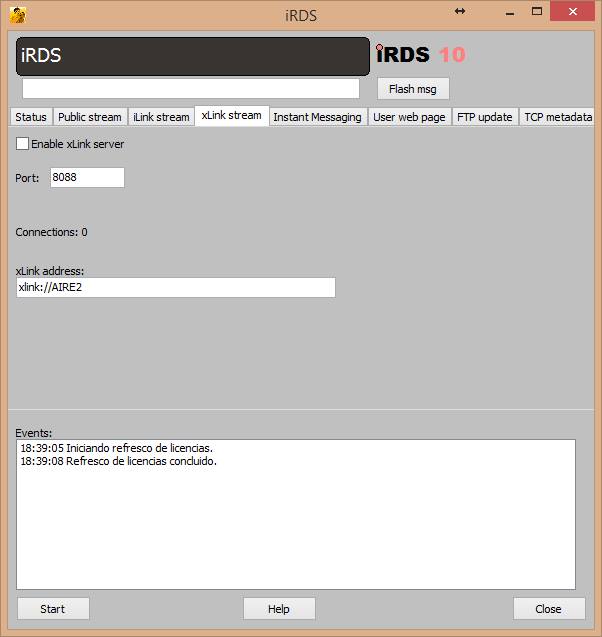 iRDS
iRDS
iRDS 10
Flash msg
Status Public stream iLink stream xLink stream Instant Messaging User web page FTP update TCP metadata
Enable xLink server
Port: 8088
Connections: 0
xLink address:
xlink://AIRE2
Events:
18:39:05 Iniciando refresco de licencias.
18:39:08 Refresco de licencias concluido.
Start Help Close